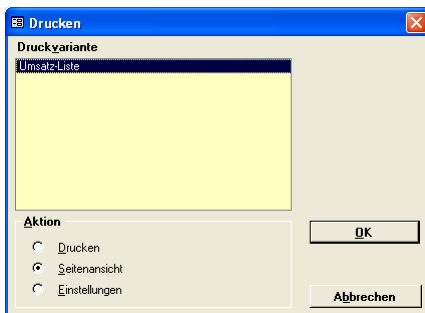 Drucken
Druckvariante
Umsatz-Liste
Aktion
Drucken
Seitenansicht
Einstellungen
OK
Abbrechen